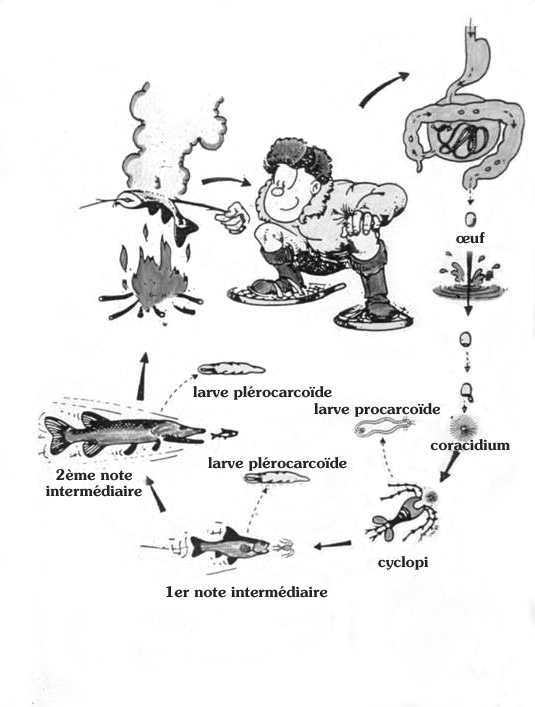 œuf
larve plérocarcoïde
larve procarcoïde
coracidium
larve plérocarcoïde
2ème note
intermédiaire
cyclopi
1er note intermédiaire